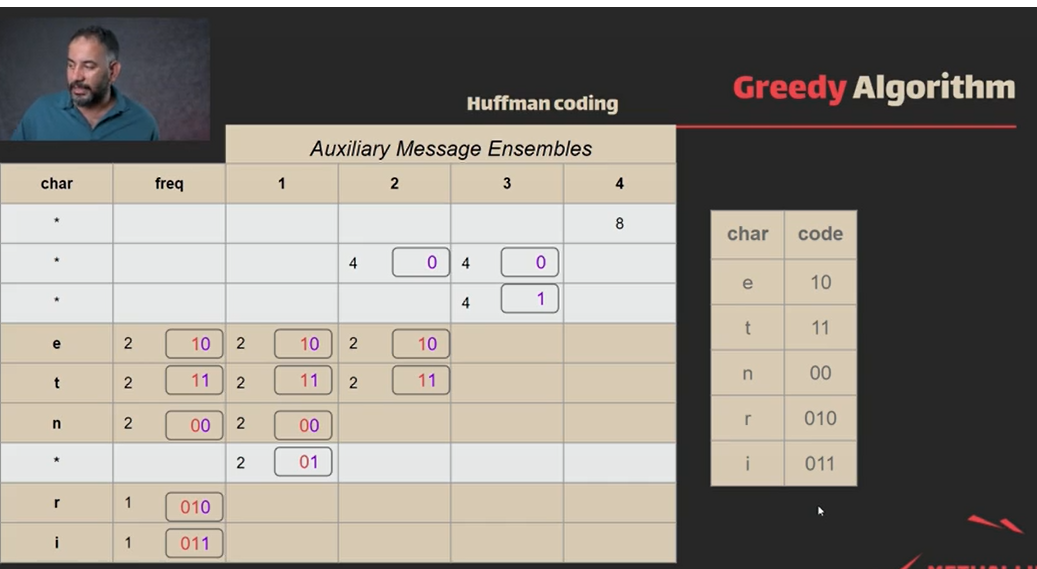 Greedy Algorithm
Huffman coding
Auxiliary Message Ensembles
char freq 1 2 3 4
* 8
* 4 0 4 0
* 4 1
e 2 10 2 10 2 10
t 2 11 2 11 2 11
n 2 00 2 00
* 2 01
r 1 010
i 1 011
char code
e 10
t 11
n 00
r 010
i 011